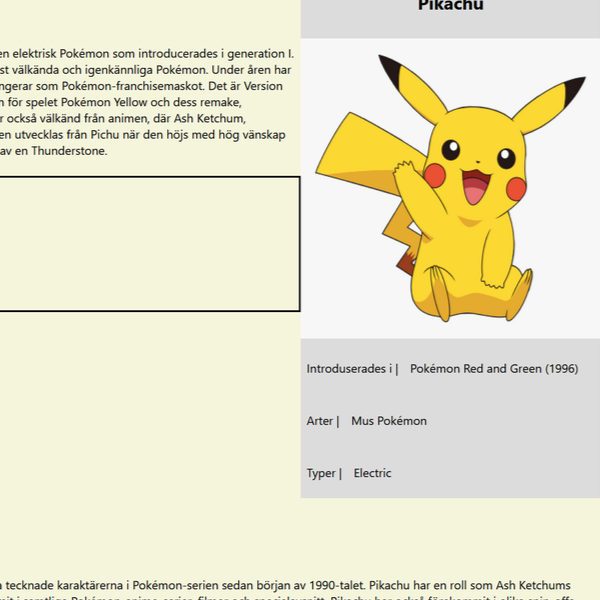 Pikachu
en elektrisk Pokémon som introducerades i generation I.
st välkända och igenkännliga Pokémon. Under åren har
ngerar som Pokémon-franchisemaskot. Det är Version
för spelet Pokémon Yellow och dess remake,
r också välkänd från animen, där Ash Ketchum,
en utvecklas från Pichu när den höjs med hög vänskap
av en Thunderstone.
Introduserades i | Pokémon Red and Green (1996)
Arter | Mus Pokémon
Typer | Electric
tecknade karaktärerna i Pokémon-serien sedan början av 1990-talet. Pikachu har en roll som Ash Ketchums